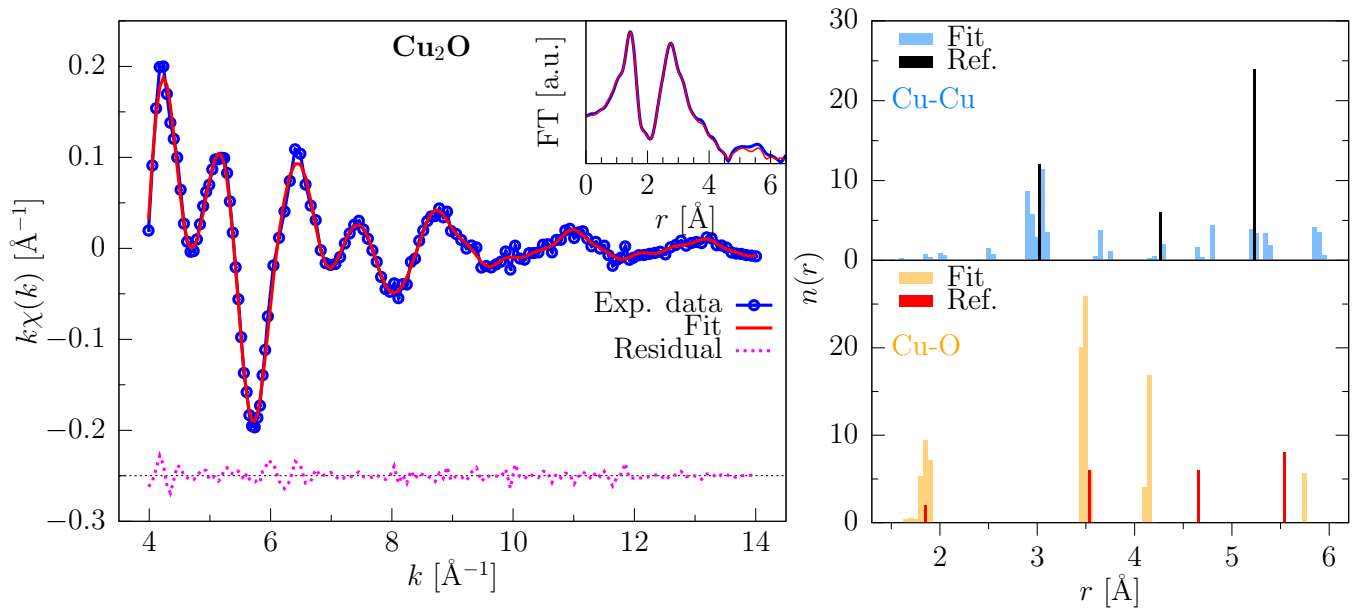 Cu₂O
0.2
0.1
0
−0.1
−0.2
−0.3
kχ(k) [Å⁻¹]
4
6
8
10
12
14
k [Å⁻¹]
Exp. data
Fit
Residual
FT [a.u.]
0
2
4
6
r [Å]
30
20
10
0
Fit
Ref.
Cu-Cu
n(r)
20
10
0
Fit
Ref.
Cu-O
2
3
4
5
6
r [Å]